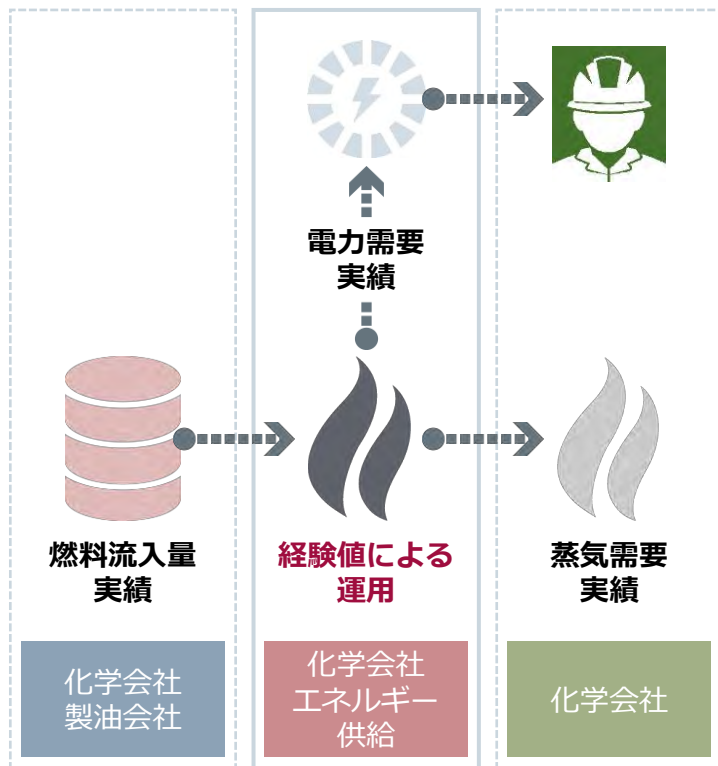 電力需要
実績
燃料流入量
実績
経験値による
運用
蒸気需要
実績
化学会社
製油会社
化学会社
エネルギー
供給
化学会社